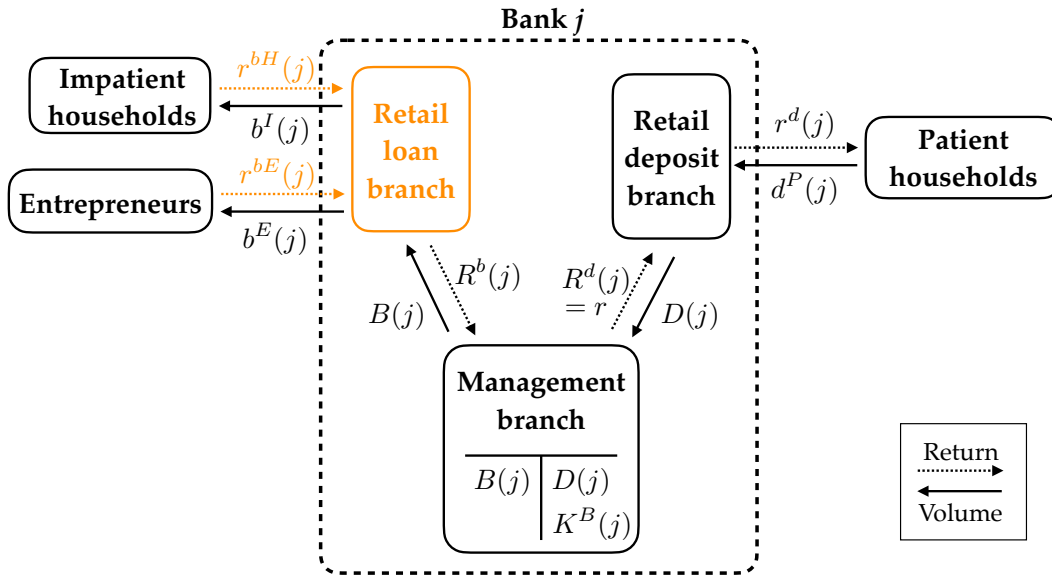 Bank j
Impatient
households
r^{bH}(j)
b^I(j)
Entrepreneurs
r^{bE}(j)
b^E(j)
Retail
loan
branch
Retail
deposit
branch
r^d(j)
d^P(j)
Patient
households
R^b(j)
B(j)
R^d(j)
= r
D(j)
Management
branch
B(j)
D(j)
K^B(j)
Return
Volume